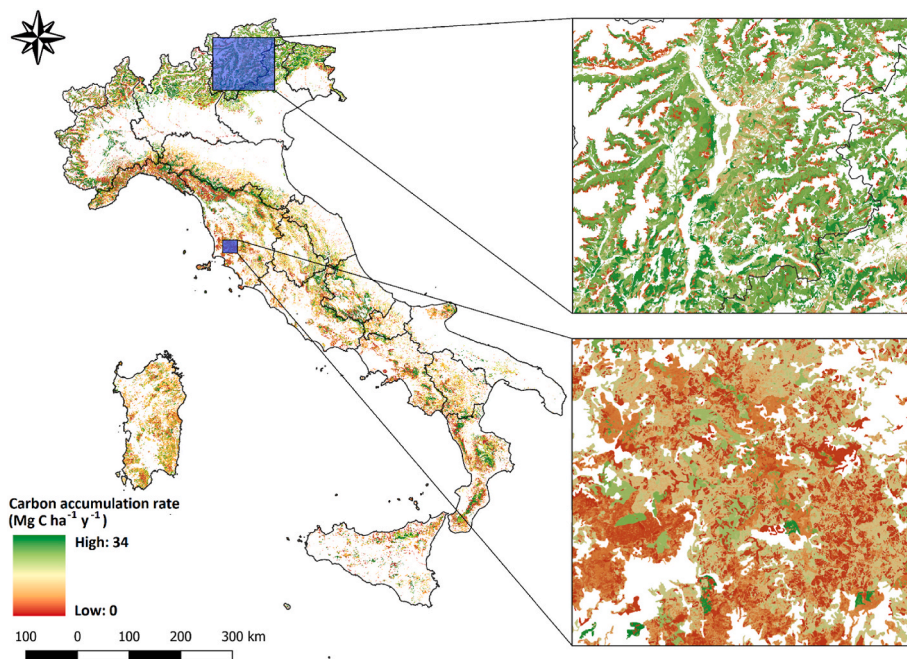 Carbon accumulation rate
(Mg C ha⁻¹ y⁻¹)
High: 34
Low: 0
100 0 100 200 300 km